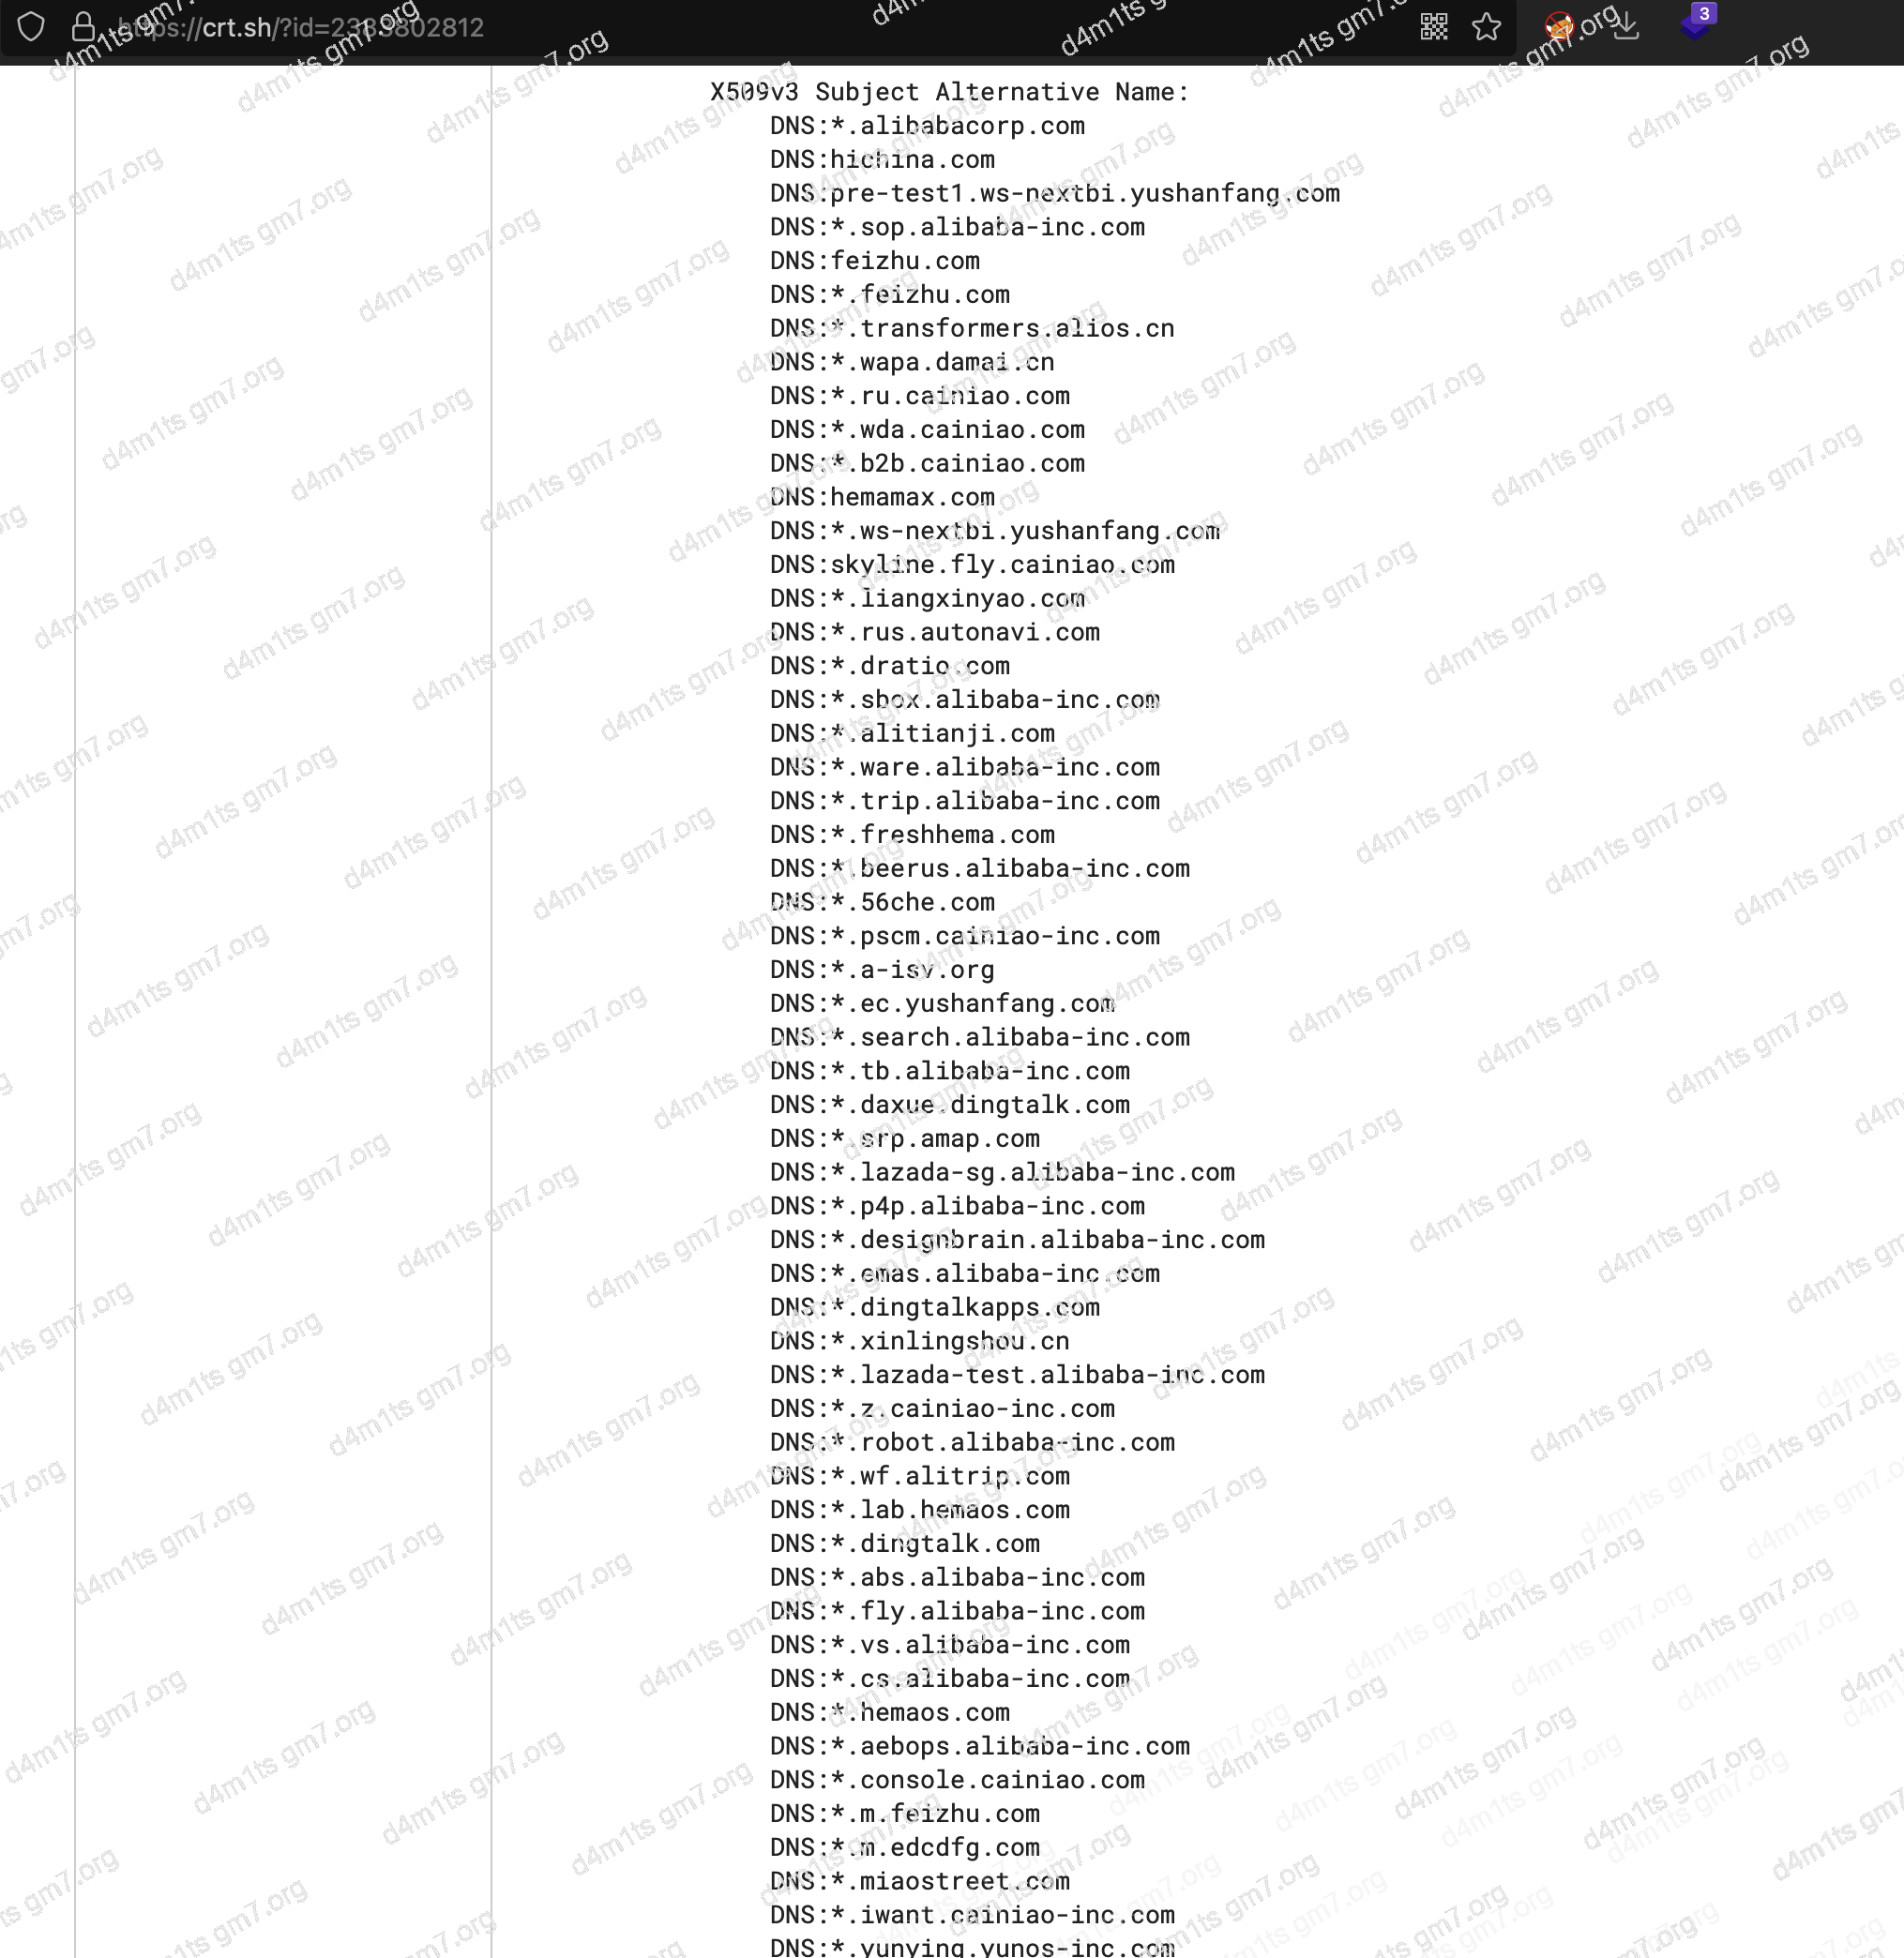 https://crt.sh/?id=2383802812
3
X509v3 Subject Alternative Name:
DNS:*.alibabacorp.com
DNS:hichina.com
DNS:pre-test1.ws-nextbi.yushanfang.com
DNS:*.sop.alibaba-inc.com
DNS:feizhu.com
DNS:*.feizhu.com
DNS:*.transformers.alios.cn
DNS:*.wapa.damai.cn
DNS:*.ru.cainiao.com
DNS:*.wda.cainiao.com
DNS:*.b2b.cainiao.com
DNS:hemamax.com
DNS:*.ws-nextbi.yushanfang.com
DNS:skyline.fly.cainiao.com
DNS:*.liangxinyao.com
DNS:*.rus.autonavi.com
DNS:*.dratio.com
DNS:*.sbox.alibaba-inc.com
DNS:*.alitianji.com
DNS:*.ware.alibaba-inc.com
DNS:*.trip.alibaba-inc.com
DNS:*.freshhema.com
DNS:*.beerus.alibaba-inc.com
DNS:*.56che.com
DNS:*.pscm.cainiao-inc.com
DNS:*.a-isv.org
DNS:*.ec.yushanfang.com
DNS:*.search.alibaba-inc.com
DNS:*.tb.alibaba-inc.com
DNS:*.daxue.dingtalk.com
DNS:*.srp.amap.com
DNS:*.lazada-sg.alibaba-inc.com
DNS:*.p4p.alibaba-inc.com
DNS:*.designbrain.alibaba-inc.com
DNS:*.emas.alibaba-inc.com
DNS:*.dingtalkapps.com
DNS:*.xinlingshou.cn
DNS:*.lazada-test.alibaba-inc.com
DNS:*.z.cainiao-inc.com
DNS:*.robot.alibaba-inc.com
DNS:*.wf.alitrip.com
DNS:*.lab.hemaos.com
DNS:*.dingtalk.com
DNS:*.abs.alibaba-inc.com
DNS:*.fly.alibaba-inc.com
DNS:*.vs.alibaba-inc.com
DNS:*.cs.alibaba-inc.com
DNS:*.hemaos.com
DNS:*.aebops.alibaba-inc.com
DNS:*.console.cainiao.com
DNS:*.m.feizhu.com
DNS:*.m.edcdfg.com
DNS:*.miaostreet.com
DNS:*.iwant.cainiao-inc.com
DNS:*.yunying.yunos-inc.com
d4m1ts gm7.org